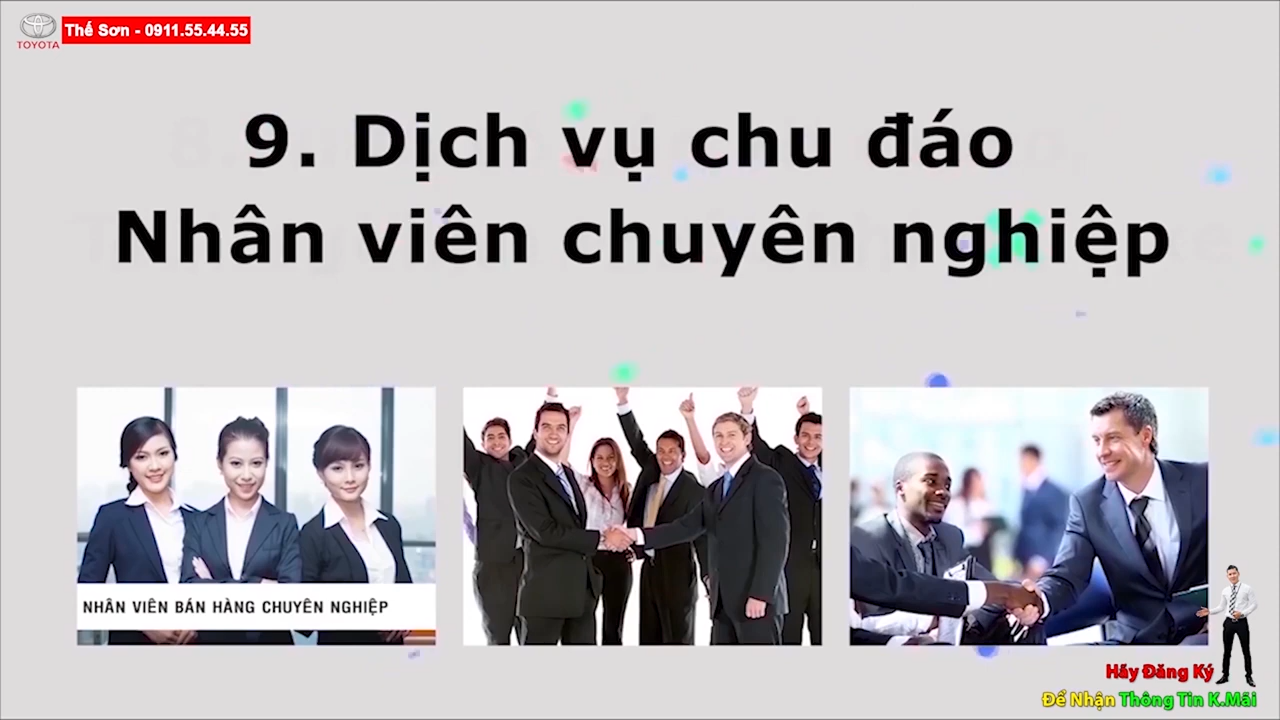 TOYOTA
Thế Sơn - 0911.55.44.55
9. Dịch vụ chu đáo
Nhân viên chuyên nghiệp
NHÂN VIÊN BÁN HÀNG CHUYÊN NGHIỆP
Hãy Đăng Ký
Để Nhận Thông Tin K.Mãi